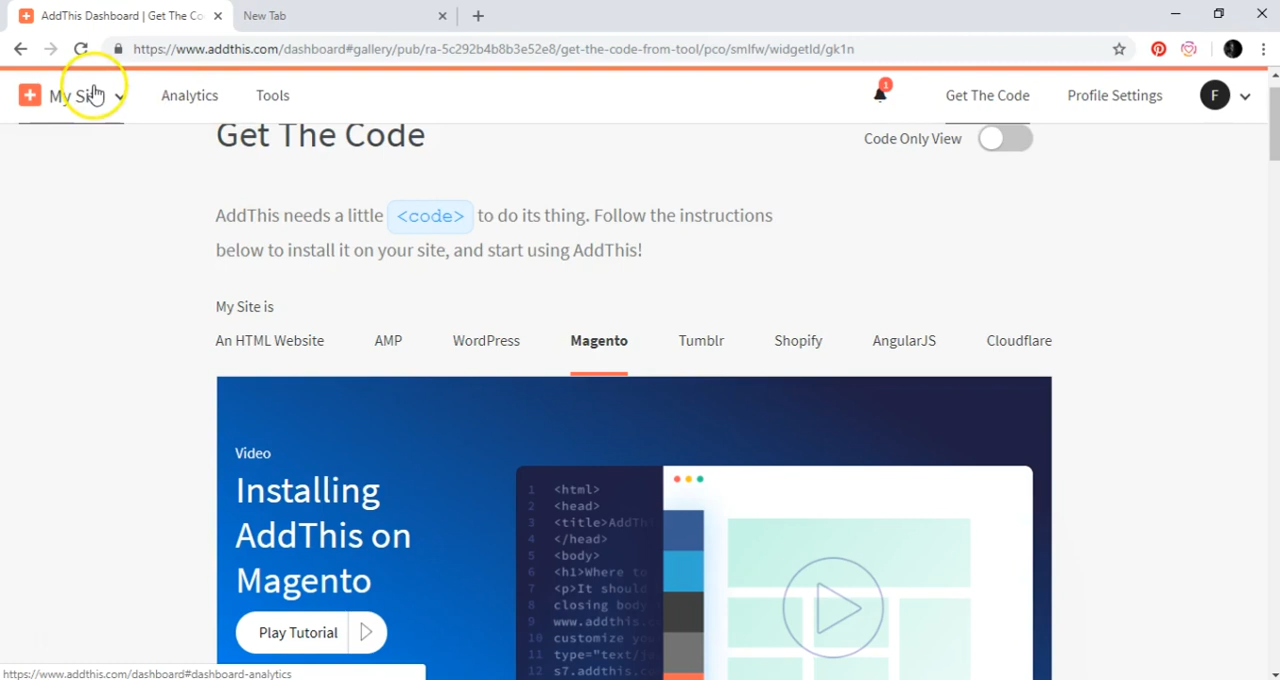 AddThis Dashboard | Get The Co
New Tab
https://www.addthis.com/dashboard#gallery/pub/ra-5c292b4b8b3e52e8/get-the-code-from-tool/pco/smlfw/widgetId/gk1n
My Site Analytics Tools 1 Get The Code Profile Settings F
Get The Code
Code Only View
AddThis needs a little <code> to do its thing. Follow the instructions
below to install it on your site, and start using AddThis!
My Site is
An HTML Website AMP WordPress Magento Tumblr Shopify AngularJS Cloudflare
Video
Installing
AddThis on
Magento
Play Tutorial
1 <html>
2 <head>
3 <title>AddThi
4 </head>
5 <body>
6 <h1>Where to
7 <p>It should
8 closing body
9 www.addthis.c
10 customize yo
11 type="text/ja
12 s7.addthis.c
https://www.addthis.com/dashboard#dashboard-analytics